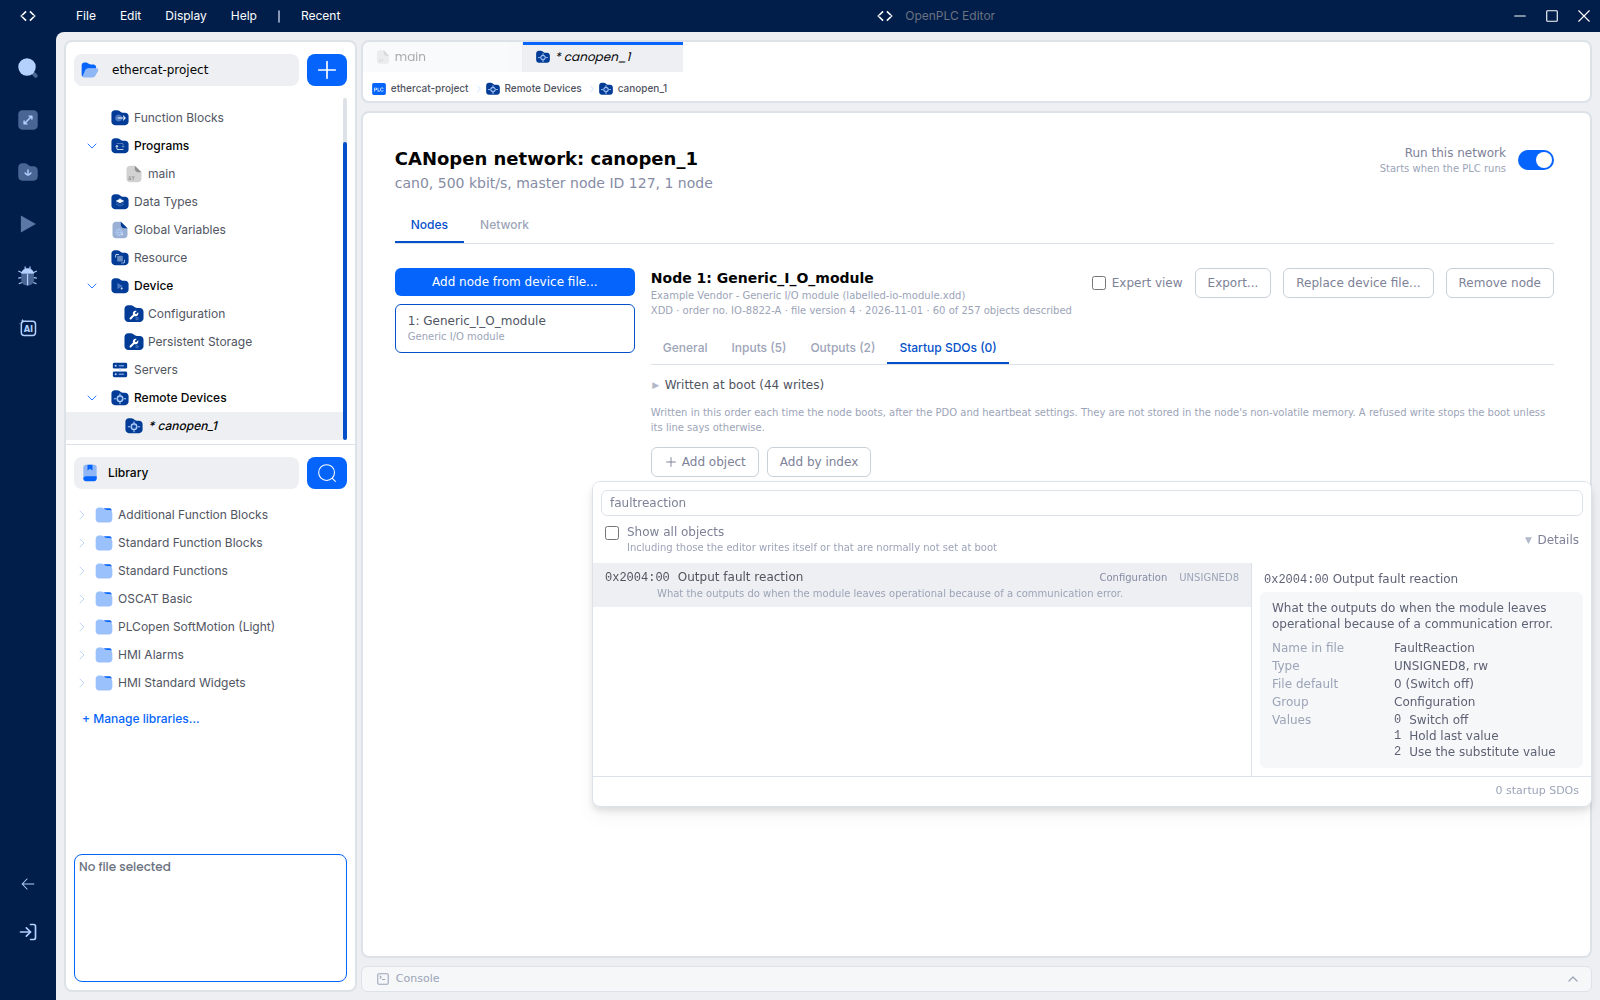 File Edit Display Help | Recent
OpenPLC Editor
ethercat-project
Function Blocks
Programs
main
Data Types
Global Variables
Resource
Device
Configuration
Persistent Storage
Servers
Remote Devices
* canopen_1
Library
Additional Function Blocks
Standard Function Blocks
Standard Functions
OSCAT Basic
PLCopen SoftMotion (Light)
HMI Alarms
HMI Standard Widgets
+ Manage libraries...
No file selected
AI
main
* canopen_1
PLC ethercat-project Remote Devices canopen_1
CANopen network: canopen_1
can0, 500 kbit/s, master node ID 127, 1 node
Run this network
Starts when the PLC runs
Nodes Network
Add node from device file...
1: Generic_I_O_module
Generic I/O module
Node 1: Generic_I_O_module
Example Vendor - Generic I/O module (labelled-io-module.xdd)
XDD · order no. IO-8822-A · file version 4 · 2026-11-01 · 60 of 257 objects described
Expert view Export... Replace device file... Remove node
General Inputs (5) Outputs (2) Startup SDOs (0)
Written at boot (44 writes)
Written in this order each time the node boots, after the PDO and heartbeat settings. They are not stored in the node's non-volatile memory. A refused write stops the boot unless
its line says otherwise.
+ Add object Add by index
faultreaction
Show all objects
Including those the editor writes itself or that are normally not set at boot
Details
0x2004:00 Output fault reaction Configuration UNSIGNED8
What the outputs do when the module leaves operational because of a communication error.
0x2004:00 Output fault reaction
What the outputs do when the module leaves
operational because of a communication error.
Name in file FaultReaction
Type UNSIGNED8, rw
File default 0 (Switch off)
Group Configuration
Values 0 Switch off
1 Hold last value
2 Use the substitute value
0 startup SDOs
Console